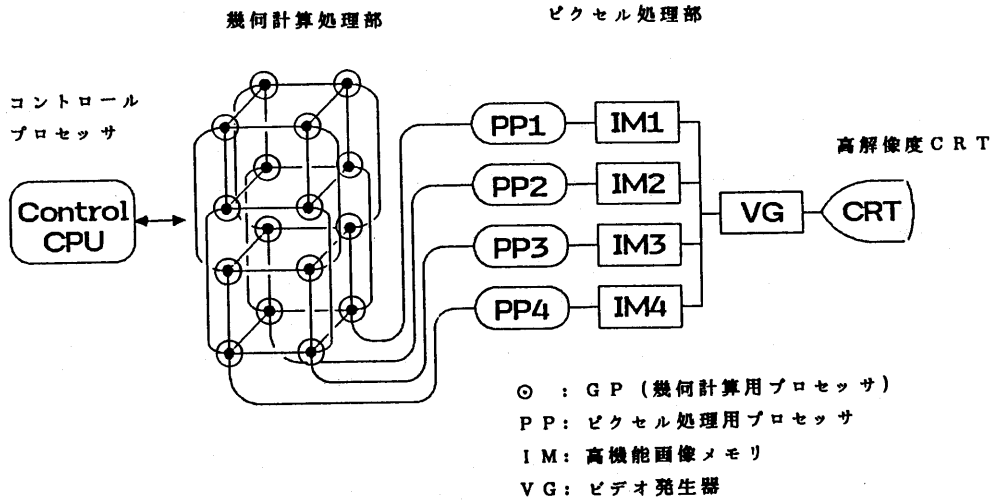 幾何計算処理部
ピクセル処理部
コントロール
プロセッサ
Control
CPU
PP1
IM1
PP2
IM2
PP3
IM3
PP4
IM4
VG
高解像度CRT
CRT
⊙ : GP (幾何計算用プロセッサ)
PP: ピクセル処理用プロセッサ
IM: 高機能画像メモリ
VG: ビデオ発生器